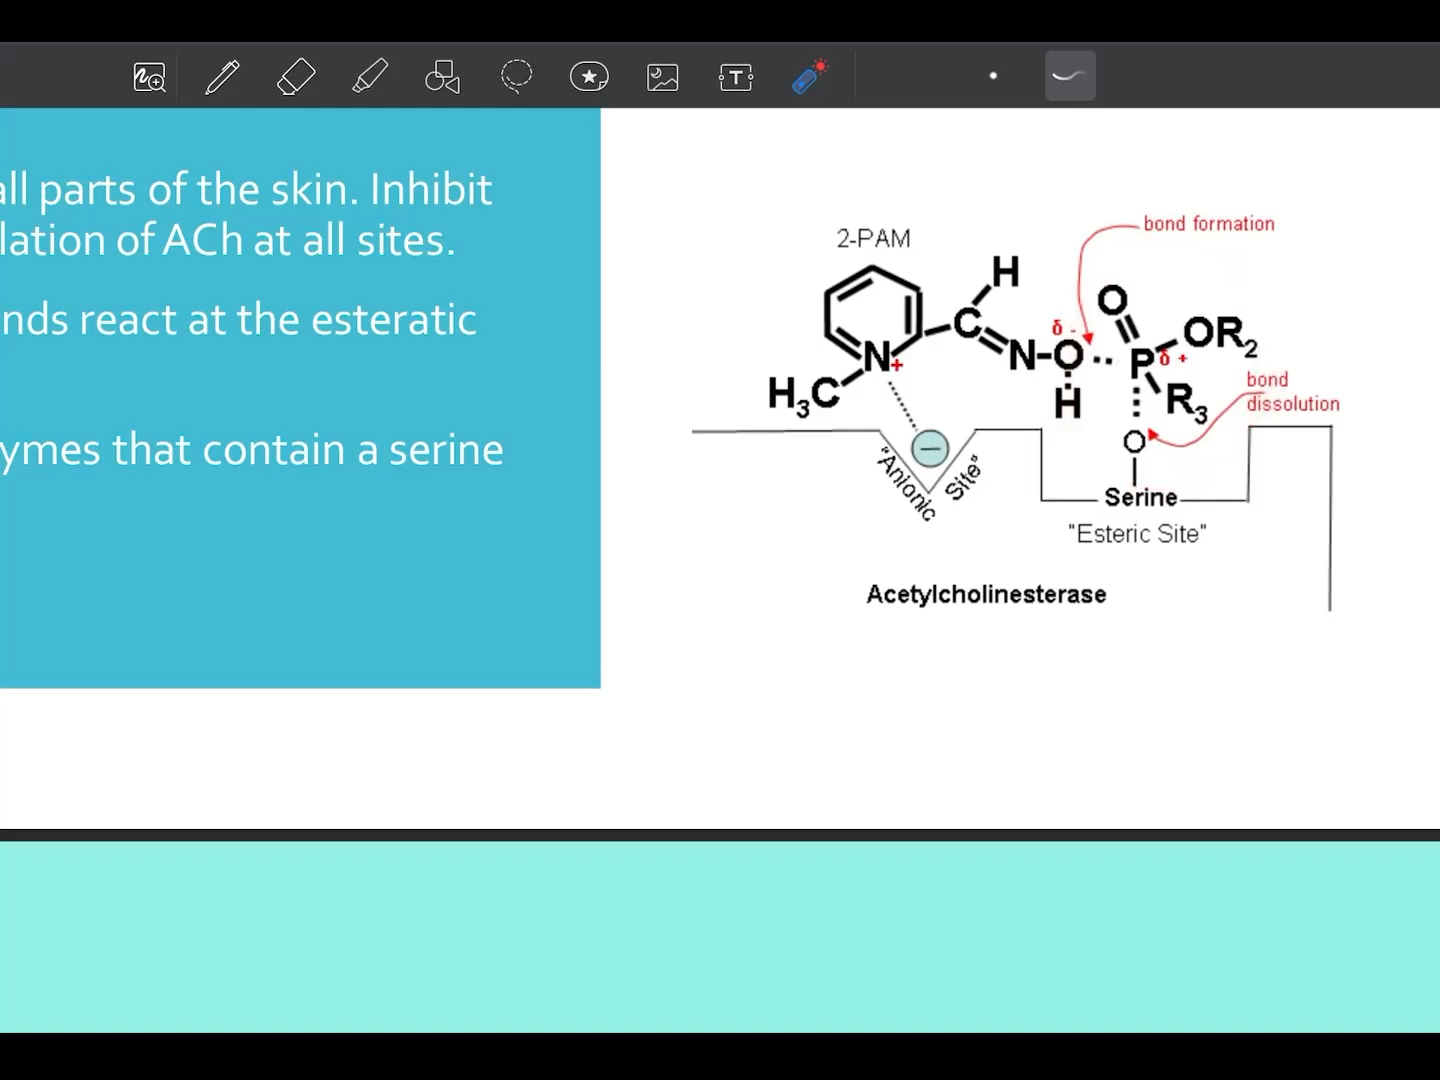 all parts of the skin. Inhibit
lation of ACh at all sites.
nds react at the esteratic
ymes that contain a serine
2-PAM
bond formation
H
O
C
OR2
δ -
N
N-O
P
δ +
+
H3C
H
R3
bond
dissolution
O
"Anionic Site"
Serine
"Esteric Site"
Acetylcholinesterase